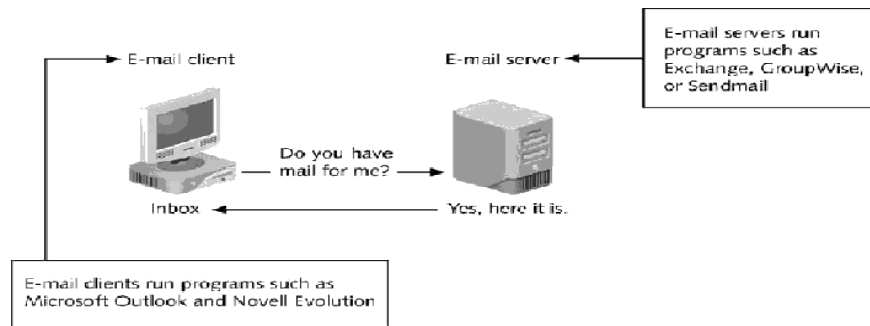 E-mail servers run
programs such as
Exchange, GroupWise,
or Sendmail
E-mail client
E-mail server
Do you have
mail for me?
Inbox
Yes, here it is.
E-mail clients run programs such as
Microsoft Outlook and Novell Evolution